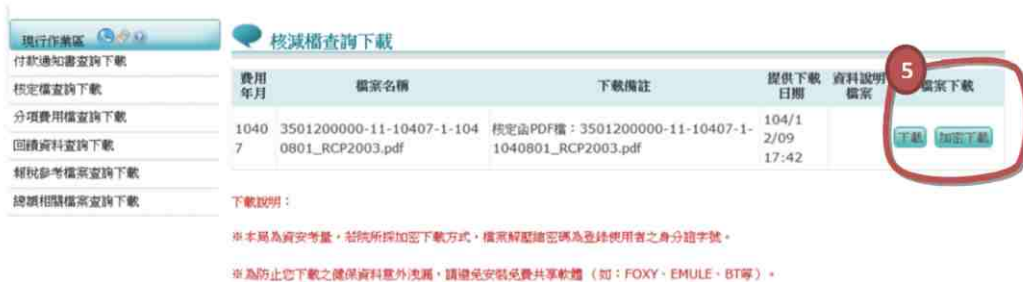 現行作業區
付款通知書查詢下載
核定檔查詢下載
分項費用檔查詢下載
回饋資料查詢下載
報稅參考檔案查詢下載
總額相關檔案查詢下載
核減檔查詢下載
費用年月 檔案名稱 下載備註 提供下載日期 資料說明檔案 檔案下載
5
1040 3501200000-11-10407-1-104 核定函PDF檔：3501200000-11-10407-1- 104/1
7 0801_RCP2003.pdf 1040801_RCP2003.pdf 2/09 下載 加密下載
17:42
下載說明：
※本局為資安考量，若院所採加密下載方式，檔案解壓縮密碼為登錄使用者之身分證字號。
※為防止您下載之健保資料意外洩漏，請避免安裝免費共享軟體 （如：FOXY、EMULE、BT等）。